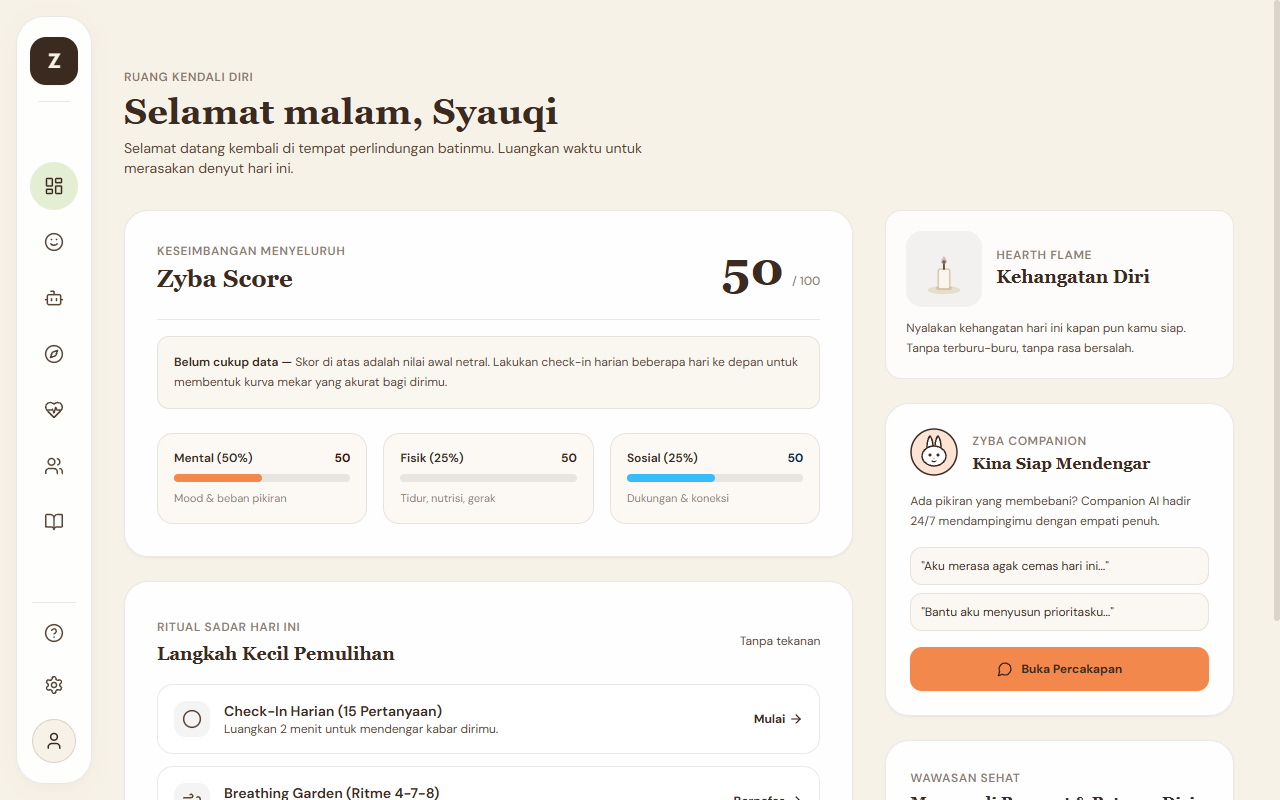 Z
RUANG KENDALI DIRI
Selamat malam, Syauqi
Selamat datang kembali di tempat perlindungan batinmu. Luangkan waktu untuk
merasakan denyut hari ini.
KESEIMBANGAN MENYELURUH
Zyba Score
50 / 100
Belum cukup data — Skor di atas adalah nilai awal netral. Lakukan check-in harian beberapa hari ke depan untuk
membentuk kurva mekar yang akurat bagi dirimu.
Mental (50%) 50
Mood & beban pikiran
Fisik (25%) 50
Tidur, nutrisi, gerak
Sosial (25%) 50
Dukungan & koneksi
RITUAL SADAR HARI INI
Langkah Kecil Pemulihan
Tanpa tekanan
Check-In Harian (15 Pertanyaan)
Luangkan 2 menit untuk mendengar kabar dirimu.
Mulai →
Breathing Garden (Ritme 4-7-8)
HEARTH FLAME
Kehangatan Diri
Nyalakan kehangatan hari ini kapan pun kamu siap.
Tanpa terburu-buru, tanpa rasa bersalah.
ZYBA COMPANION
Kina Siap Mendengar
Ada pikiran yang membebani? Companion AI hadir
24/7 mendampingimu dengan empati penuh.
"Aku merasa agak cemas hari ini..."
"Bantu aku menyusun prioritasku..."
Buka Percakapan
WAWASAN SEHAT